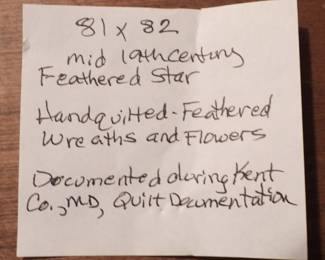 81 x 82
mid 19th century
Feathered Star
Handquilted-Feathered
Wreaths and Flowers
Documented during Kent
Co., MD, Quilt Documentation